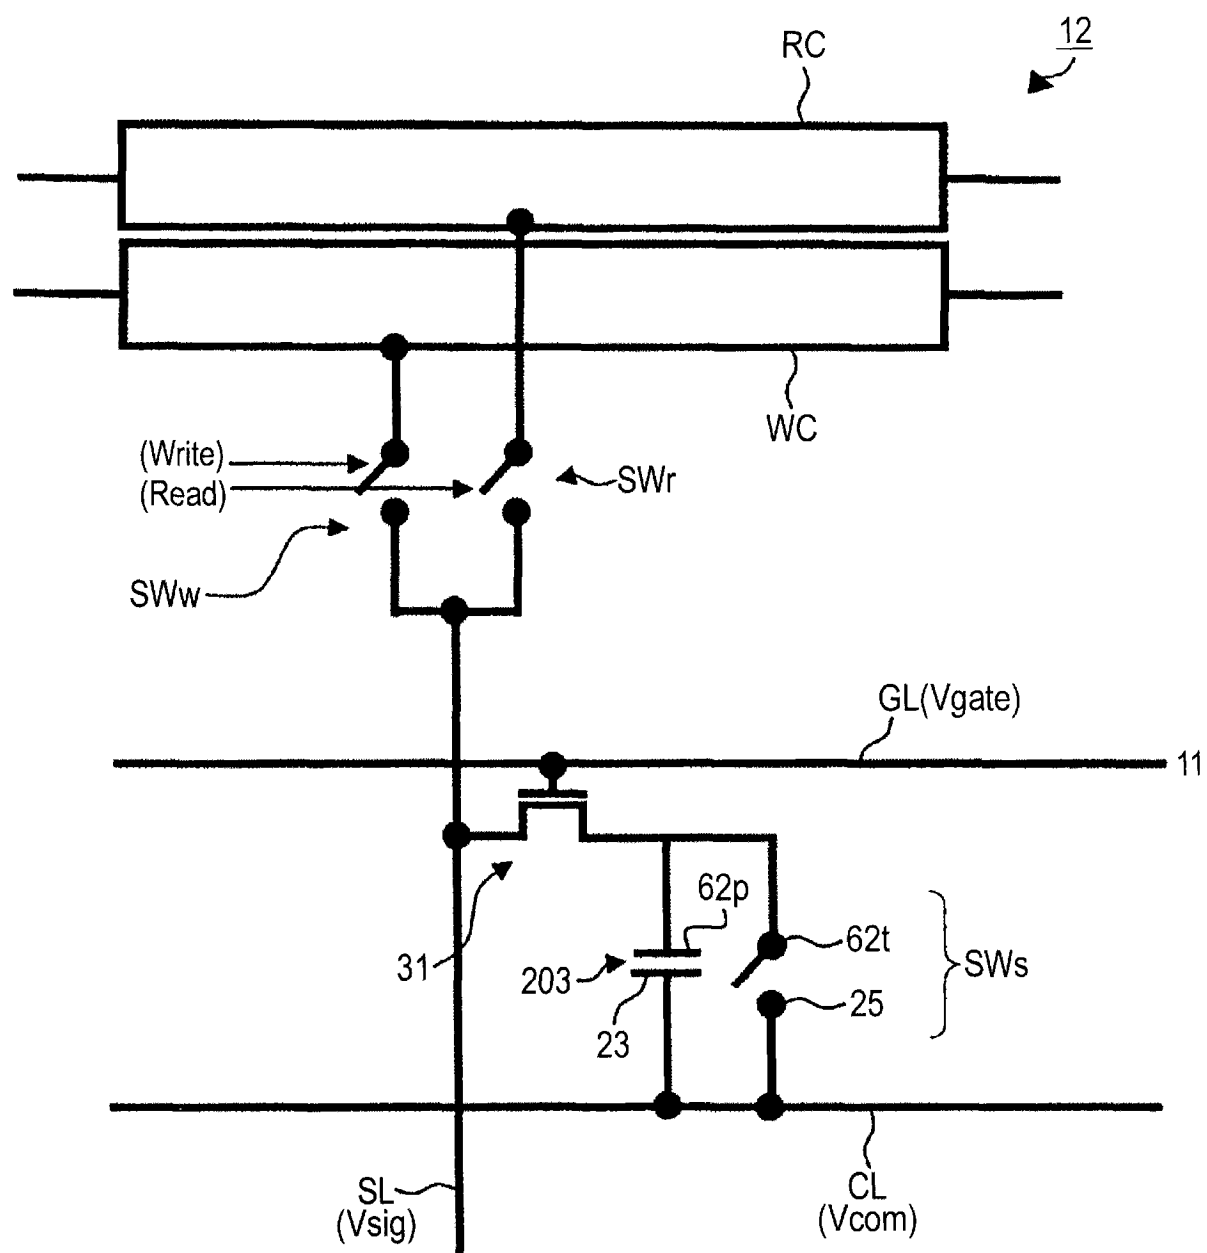 12
RC
WC
(Write)
(Read)
SWr
SWw
GL(Vgate)
11
62p
62t
31
203
SWs
25
23
SL
(Vsig)
CL
(Vcom)